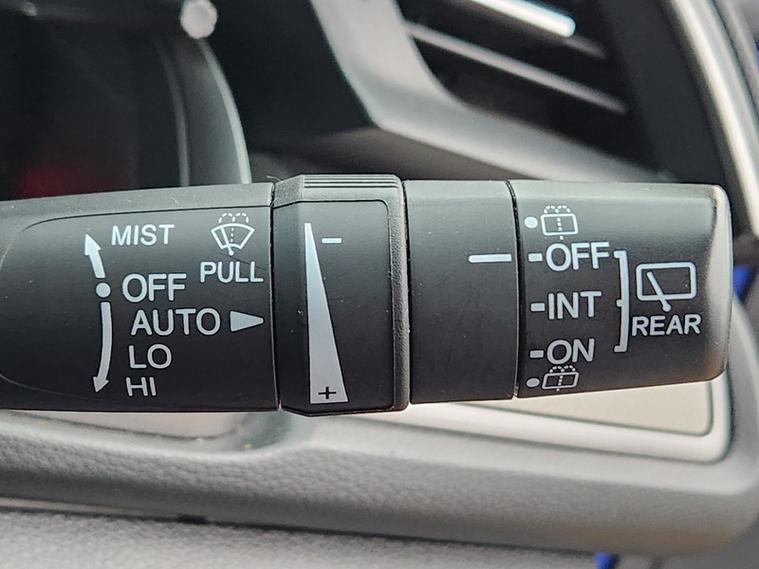 MIST
PULL
OFF
AUTO
LO
HI
-
+
OFF
INT
ON
REAR